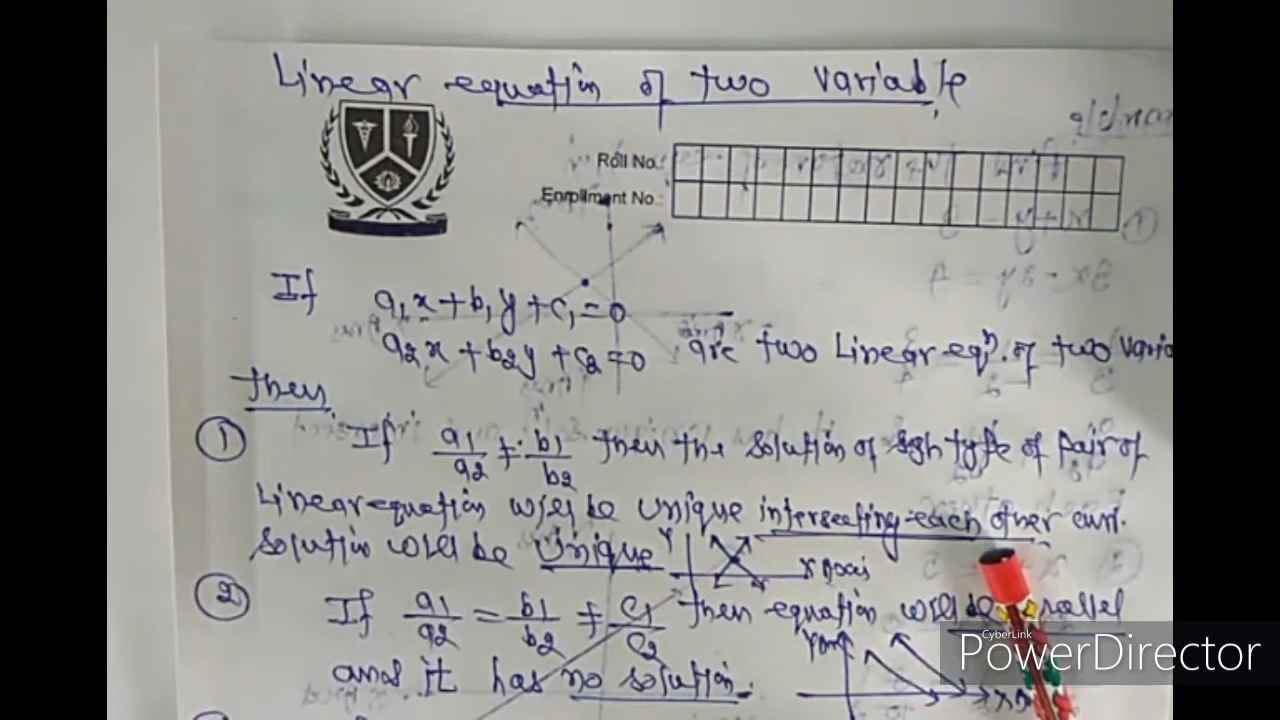 Linear equation of two variable
Roll No.:
Enrollment No.:
If a₁x + b₁y + c₁ = 0
a₂x + b₂y + c₂ = 0 are two Linear eqⁿ. of two varia
then
① If a₁/a₂ ≠ b₁/b₂ then the solution of such type of pair of
Linear equation will be unique intersecting each other
solution will be unique Y X Axis
② If a₁/a₂ = b₁/b₂ ≠ c₁/c₂ then equation will be parallel
and it has no solution.
CyberLink
PowerDirector